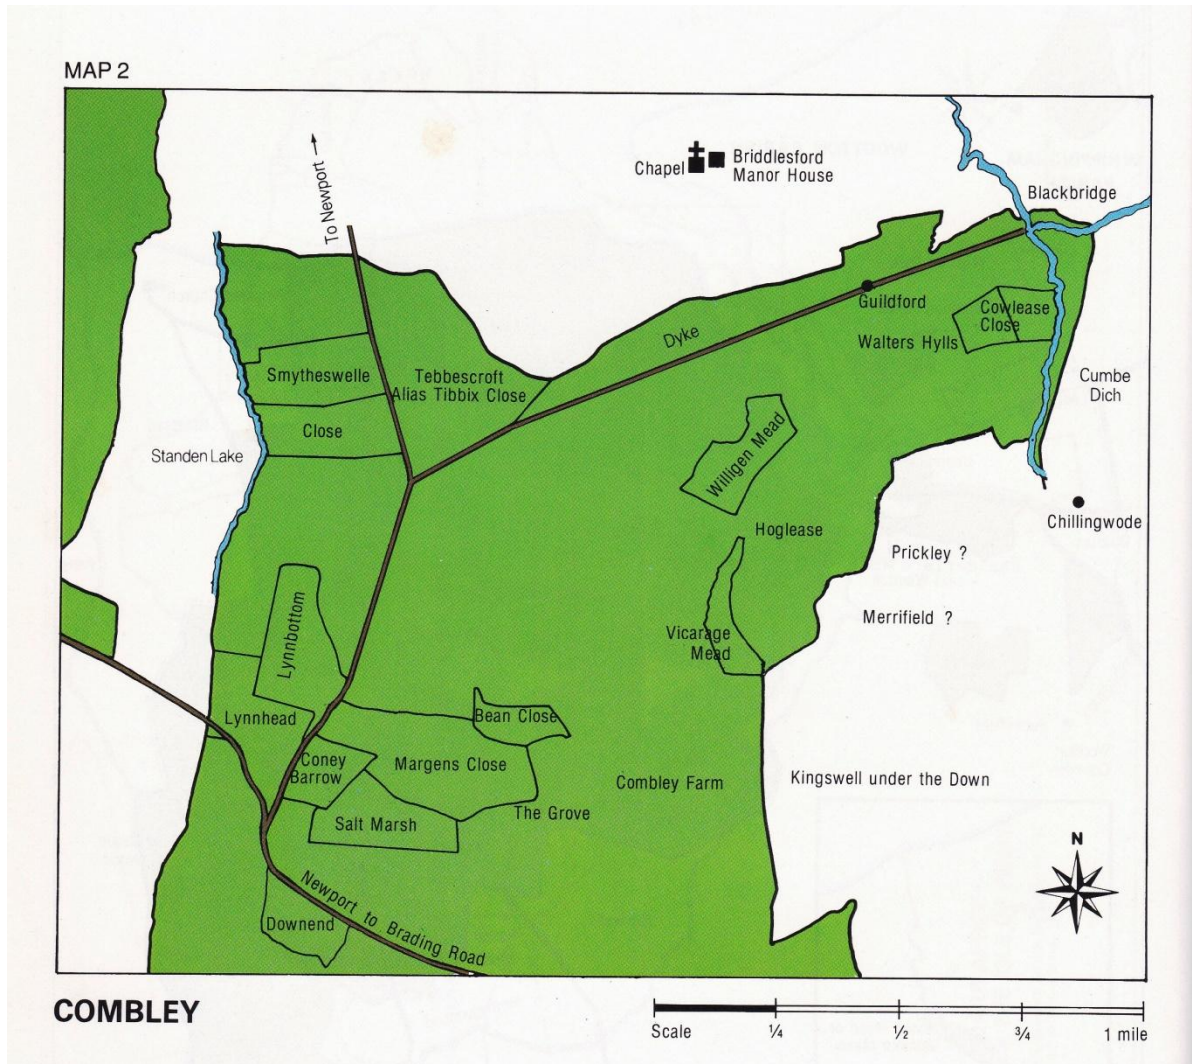 MAP 2
To Newport
Chapel
Briddlesford
Manor House
Blackbridge
Guildford
Cowlease
Close
Walters Hylls
Dyke
Smytheswelle
Tebbescroft
Alias Tibbix Close
Cumbe
Dich
Close
Standen Lake
Willigen Mead
Chillingwode
Hoglease
Prickley ?
Merrifield ?
Lynnbottom
Vicarage
Mead
Lynnhead
Bean Close
Coney
Barrow
Margens Close
Combley Farm
Kingswell under the Down
The Grove
Salt Marsh
N
Newport to Brading Road
Downend
COMBLEY
Scale
¼
½
¾
1 mile